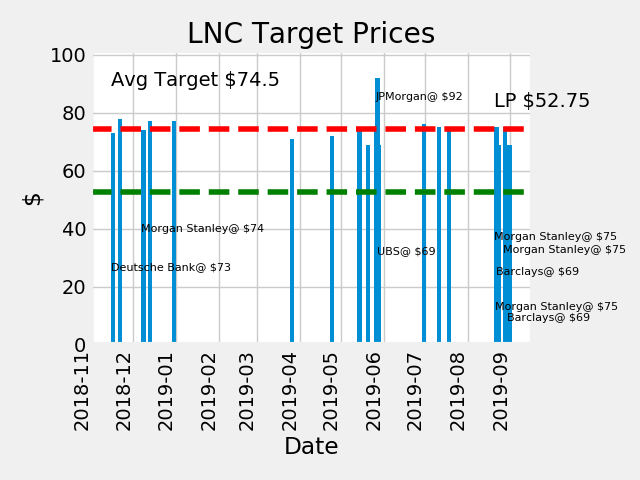 LNC Target Prices
100
Avg Target $74.5
JPMorgan@ $92
LP $52.75
80
60
$
40
Morgan Stanley@ $74
Morgan Stanley@ $75
Morgan Stanley@ $75
UBS@ $69
Deutsche Bank@ $73
Barclays@ $69
20
Morgan Stanley@ $75
Barclays@ $69
0
2018-11
2018-12
2019-01
2019-02
2019-03
2019-04
2019-05
2019-06
2019-07
2019-08
2019-09
Date